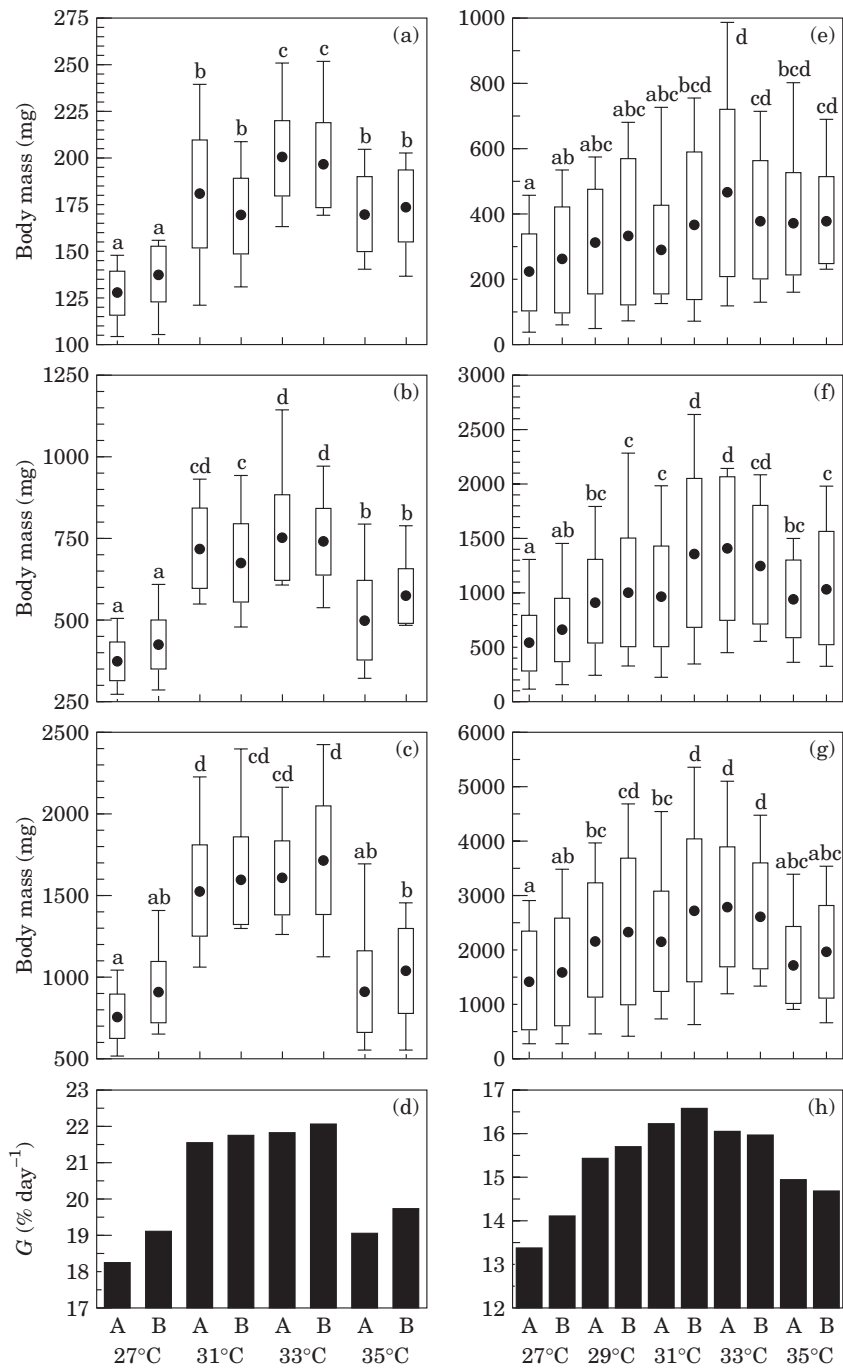 275
(a)
250
225
200
175
150
125
100
Body mass (mg)
a
a
b
b
c
c
b
b
1250
(b)
1000
750
500
250
Body mass (mg)
a
a
cd
c
d
d
b
b
2500
(c)
2000
1500
1000
500
Body mass (mg)
a
ab
d
cd
cd
d
ab
b
23
(d)
22
21
20
19
18
17
G (% day−1)
A B A B A B A B
27°C 31°C 33°C 35°C
1000
(e)
800
600
400
200
0
a
ab
abc
abc
abc
bcd
d
cd
bcd
cd
3000
(f)
2500
2000
1500
1000
500
0
a
ab
bc
c
c
d
d
cd
bc
c
6000
(g)
5000
4000
3000
2000
1000
0
a
ab
bc
cd
bc
d
d
d
abc
abc
17
(h)
16
15
14
13
12
A B A B A B A B A B
27°C 29°C 31°C 33°C 35°C